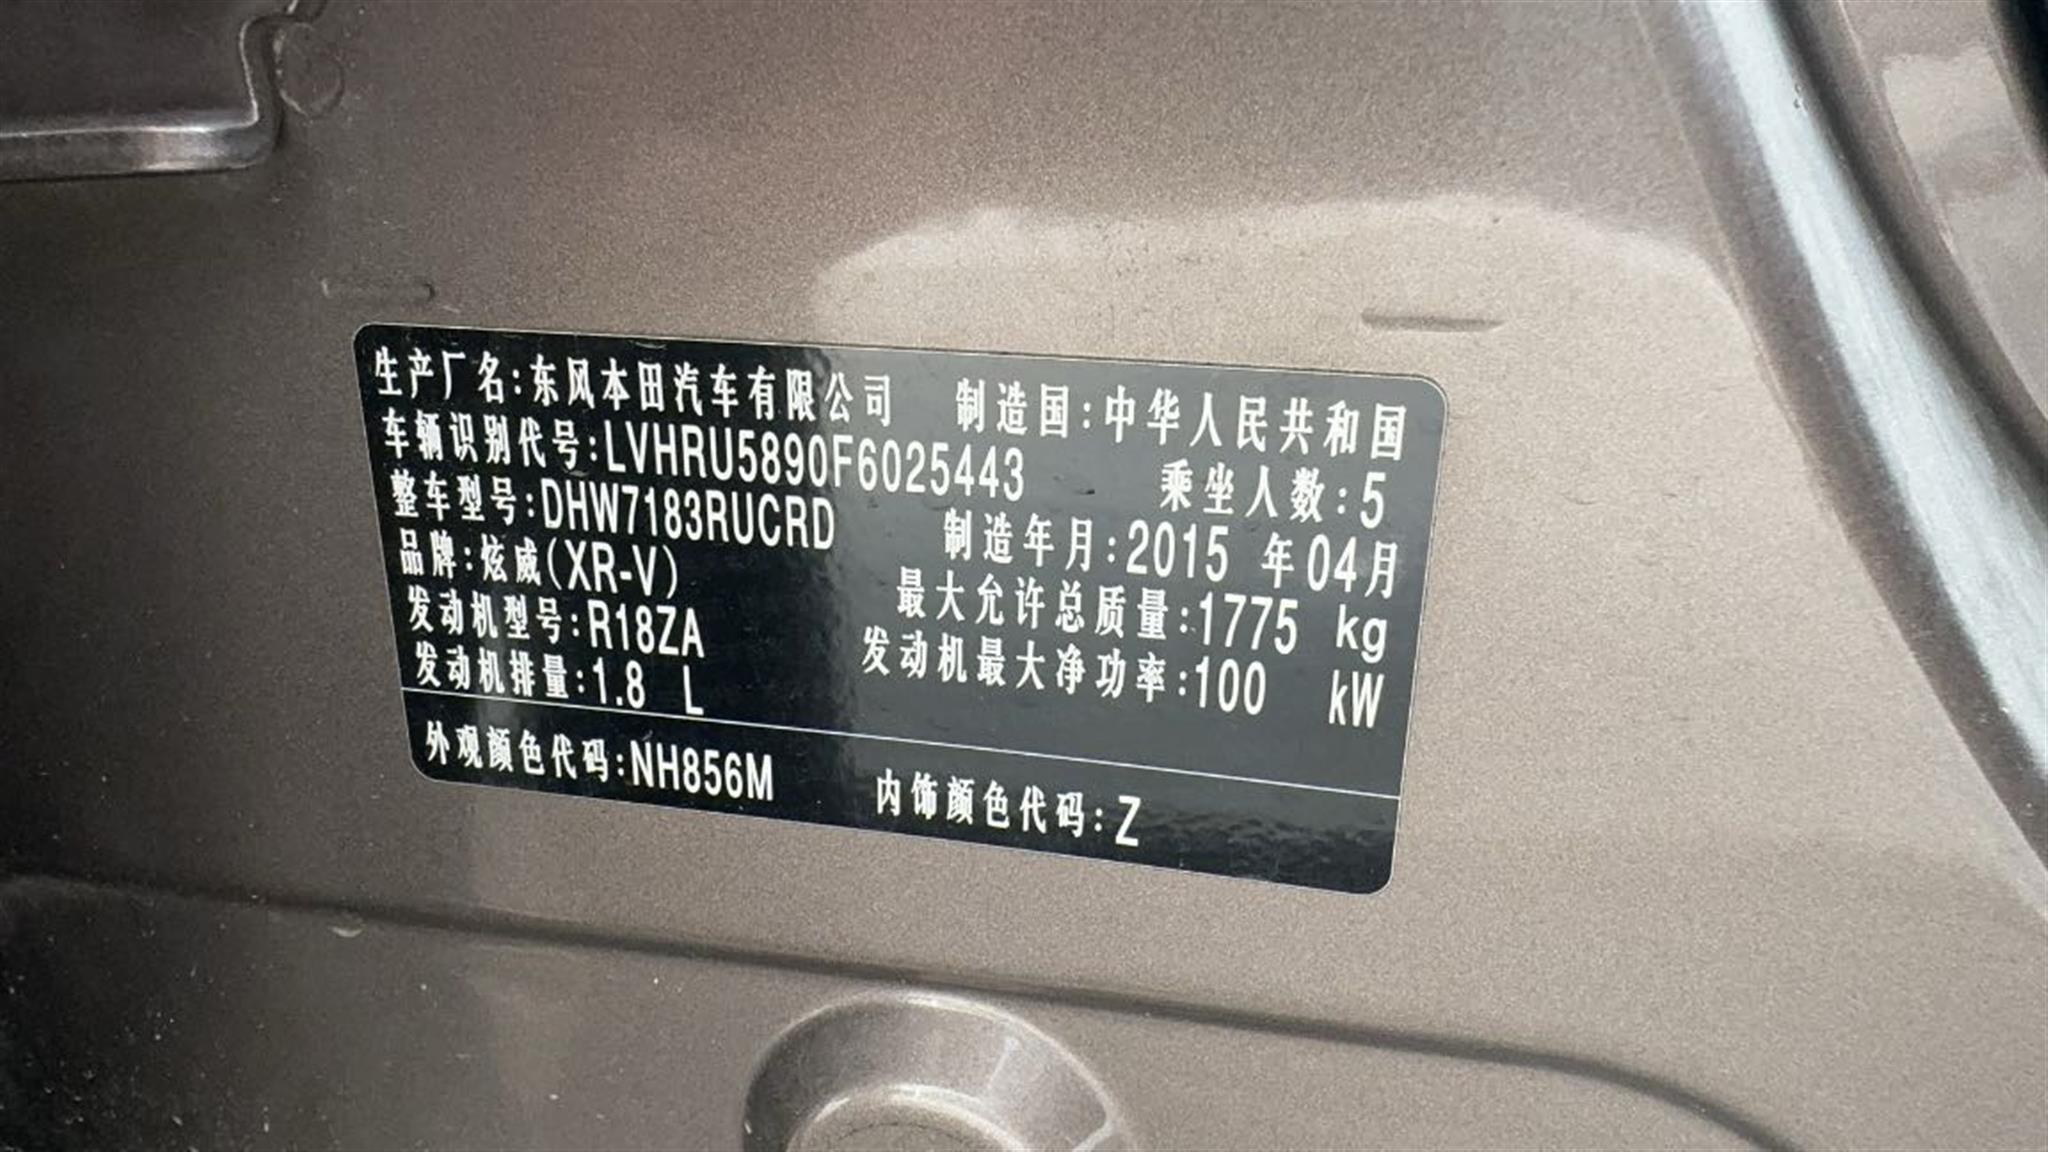 生产厂名:东风本田汽车有限公司 制造国:中华人民共和国
车辆识别代号:LVHRU5890F6025443 乘坐人数:5
整车型号:DHW7183RUCRD 制造年月:2015 年04月
品牌:炫威(XR-V) 最大允许总质量:1775 kg
发动机型号:R18ZA 发动机最大净功率:100 kW
发动机排量:1.8 L
外观颜色代码:NH856M 内饰颜色代码:Z